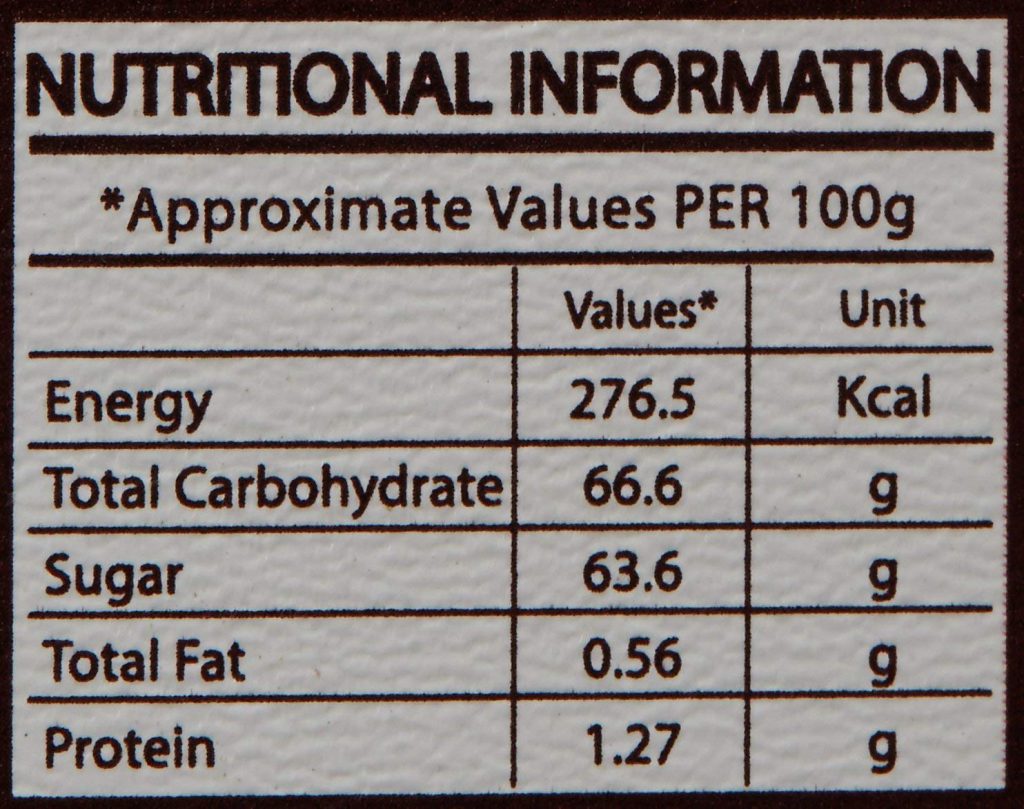 NUTRITIONAL INFORMATION
*Approximate Values PER 100g
Values* Unit
Energy 276.5 Kcal
Total Carbohydrate 66.6 g
Sugar 63.6 g
Total Fat 0.56 g
Protein 1.27 g